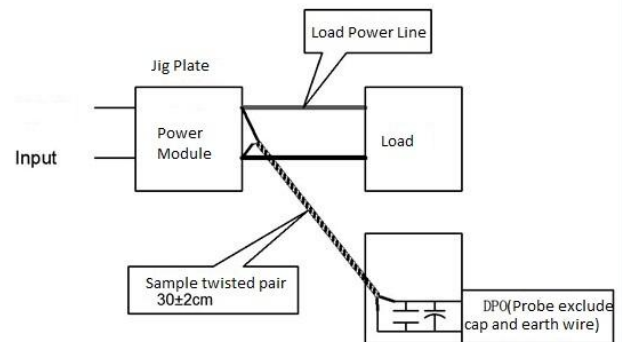 Load Power Line
Jig Plate
Power
Module
Load
Input
Sample twisted pair
30±2cm
DPO(Probe exclude
cap and earth wire)